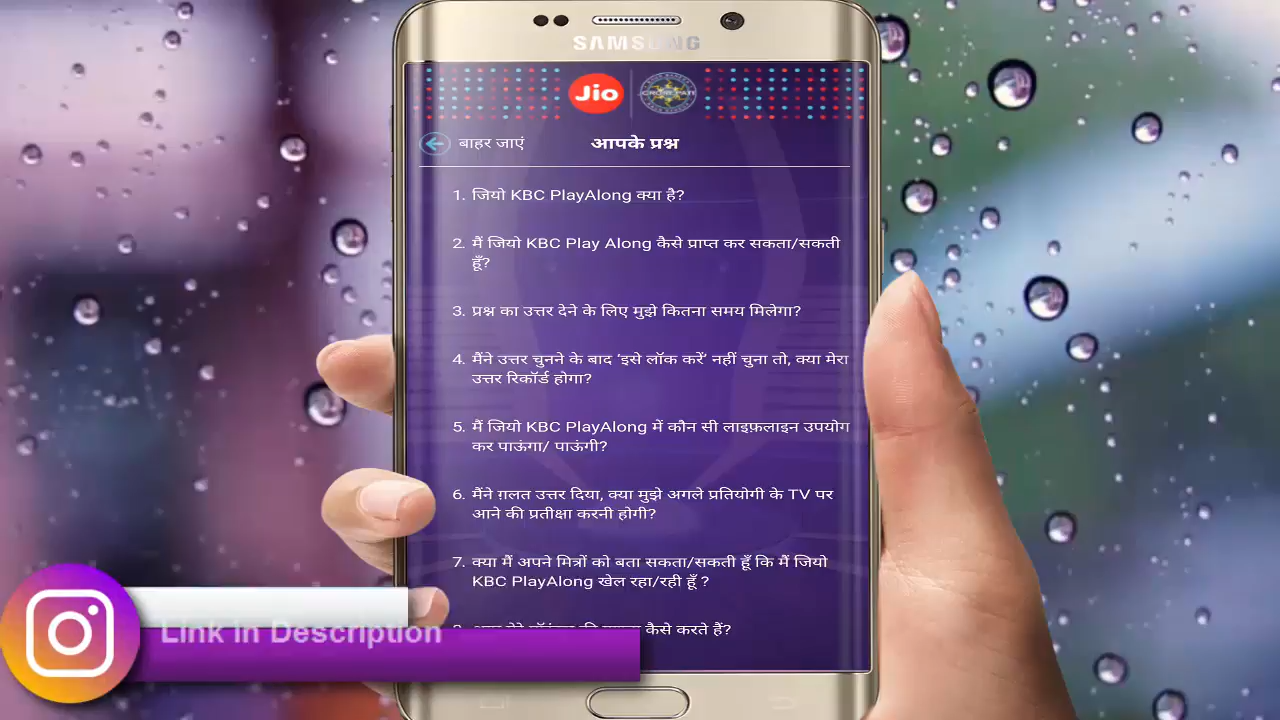 SAMSUNG
Jio
बाहर जाएं
आपके प्रश्न
1. जियो KBC PlayAlong क्या है?
2. मैं जियो KBC Play Along कैसे प्राप्त कर सकता/सकती
हूँ?
3. प्रश्न का उत्तर देने के लिए मुझे कितना समय मिलेगा?
4. मैंने उत्तर चुनने के बाद ‘इसे लॉक करें’ नहीं चुना तो, क्या मेरा
उत्तर रिकॉर्ड होगा?
5. मैं जियो KBC PlayAlong में कौन सी लाइफ़लाइन उपयोग
कर पाऊंगा/ पाऊंगी?
6. मैंने ग़लत उत्तर दिया, क्या मुझे अगले प्रतियोगी के TV पर
आने की प्रतीक्षा करनी होगी?
7. क्या मैं अपने मित्रों को बता सकता/सकती हूँ कि मैं जियो
KBC PlayAlong खेल रहा/रही हूँ ?
कैसे करते हैं?
Link in Description